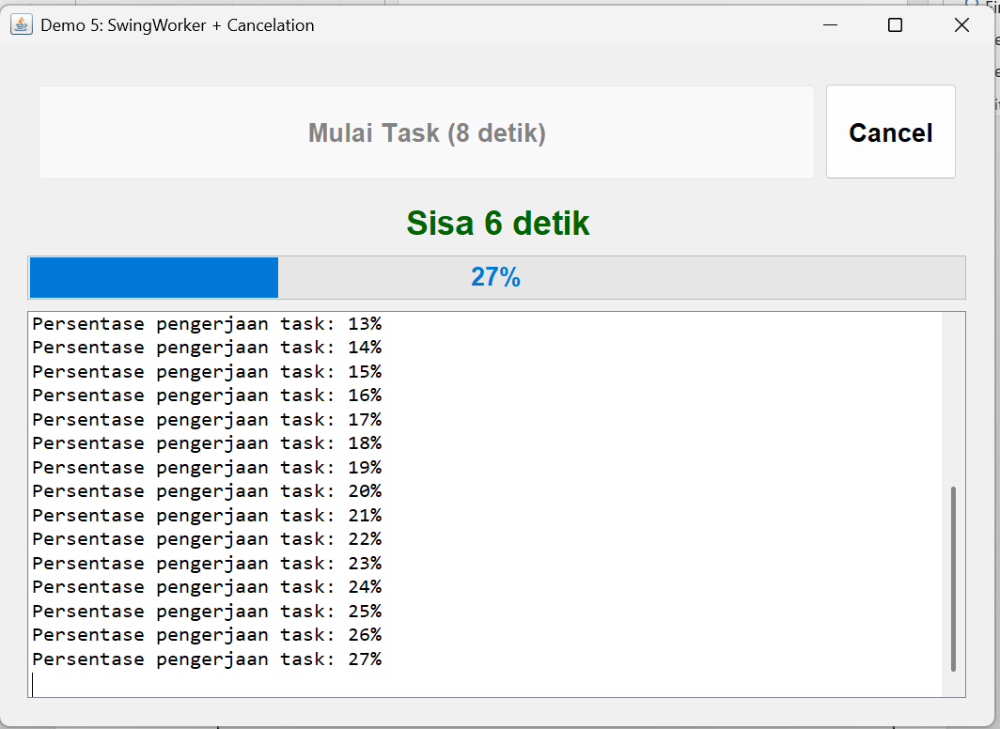 Demo 5: SwingWorker + Cancelation
Mulai Task (8 detik)
Cancel
Sisa 6 detik
27%
Persentase pengerjaan task: 13%
Persentase pengerjaan task: 14%
Persentase pengerjaan task: 15%
Persentase pengerjaan task: 16%
Persentase pengerjaan task: 17%
Persentase pengerjaan task: 18%
Persentase pengerjaan task: 19%
Persentase pengerjaan task: 20%
Persentase pengerjaan task: 21%
Persentase pengerjaan task: 22%
Persentase pengerjaan task: 23%
Persentase pengerjaan task: 24%
Persentase pengerjaan task: 25%
Persentase pengerjaan task: 26%
Persentase pengerjaan task: 27%